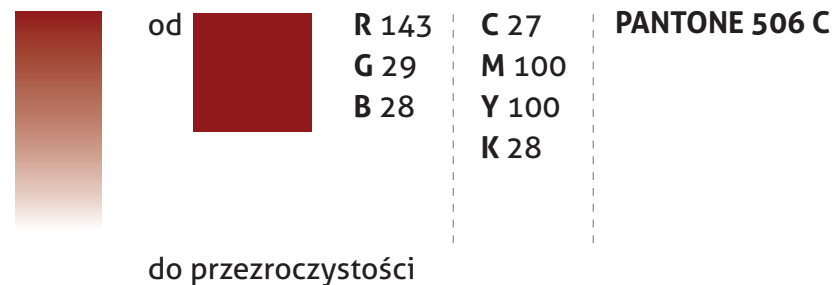 od
R 143
G 29
B 28
C 27
M 100
Y 100
K 28
PANTONE 506 C
do przezroczystości